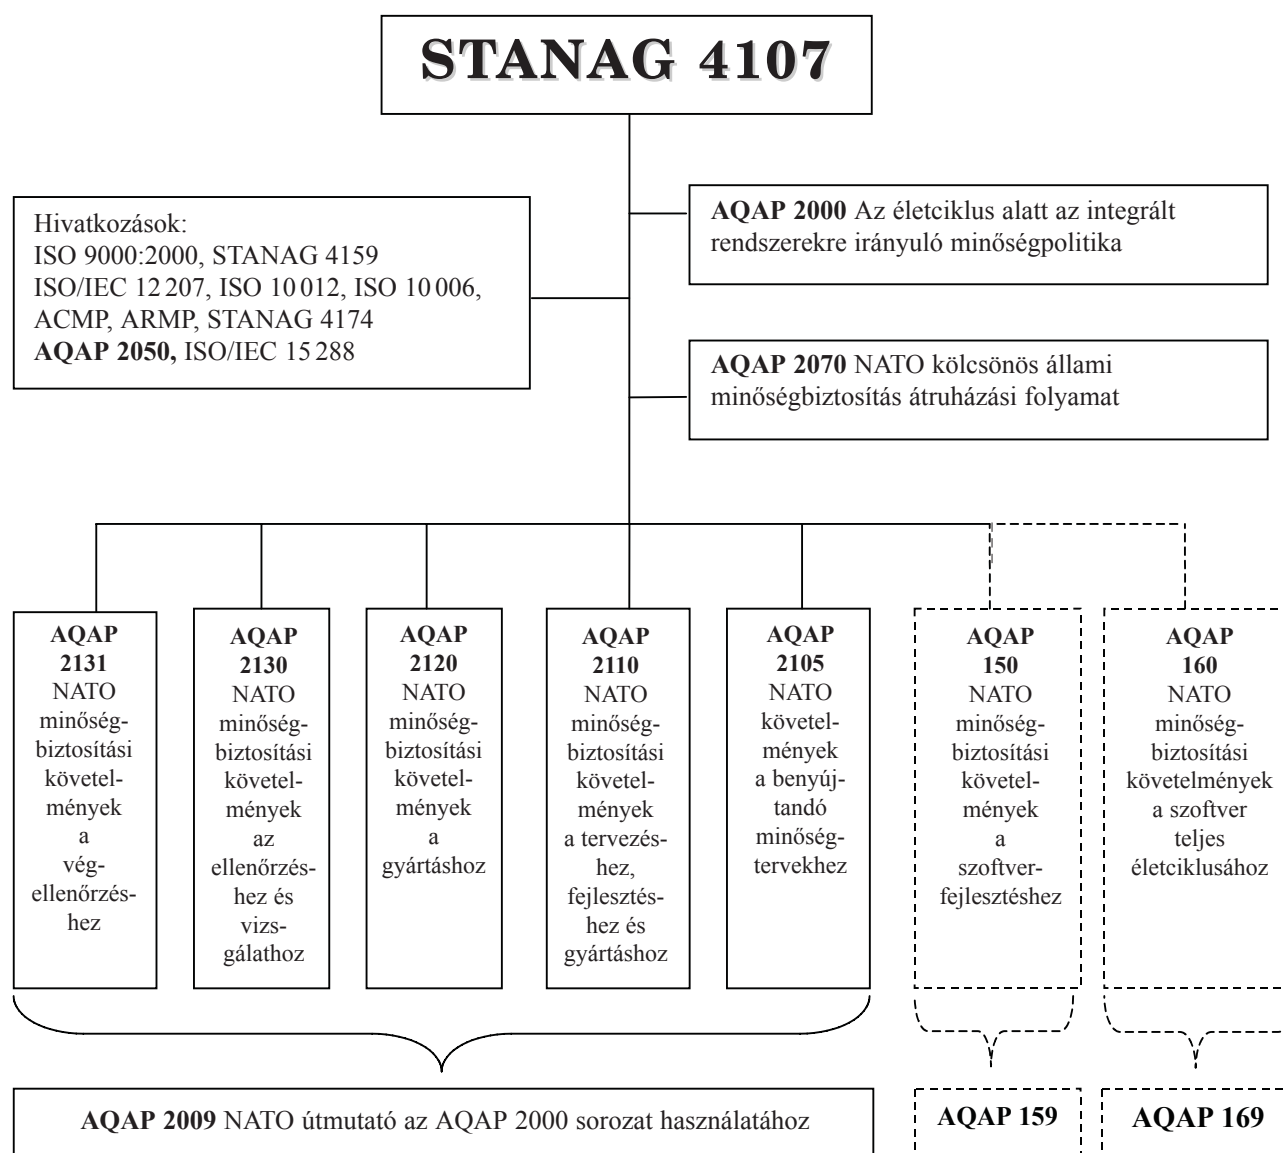 STANAG 4107
Hivatkozások:
ISO 9000:2000, STANAG 4159
ISO/IEC 12 207, ISO 10 012, ISO 10 006,
ACMP, ARMP, STANAG 4174
AQAP 2050, ISO/IEC 15 288
AQAP 2000 Az életciklus alatt az integrált
rendszerekre irányuló minőségpolitika
AQAP 2070 NATO kölcsönös állami
minőségbiztosítás átruházási folyamat
AQAP
2131
NATO
minőség-
biztosítási
követel-
mények
a
vég-
ellenőrzés-
hez
AQAP
2130
NATO
minőség-
biztosítási
követel-
mények
az
ellenőrzés-
hez és
vizs-
gálathoz
AQAP
2120
NATO
minőség-
biztosítási
követel-
mények
a
gyártáshoz
AQAP
2110
NATO
minőség-
biztosítási
követel-
mények
a tervezés-
hez,
fejlesztés-
hez és
gyártáshoz
AQAP
2105
NATO
követel-
mények
a benyúj-
tandó
minőség-
tervekhez
AQAP
150
NATO
minőség-
biztosítási
követel-
mények
a
szoftver-
fejlesztéshez
AQAP
160
NATO
minőség-
biztosítási
követelmények
a szoftver
teljes
életciklusához
AQAP 2009 NATO útmutató az AQAP 2000 sorozat használatához
AQAP 159
AQAP 169